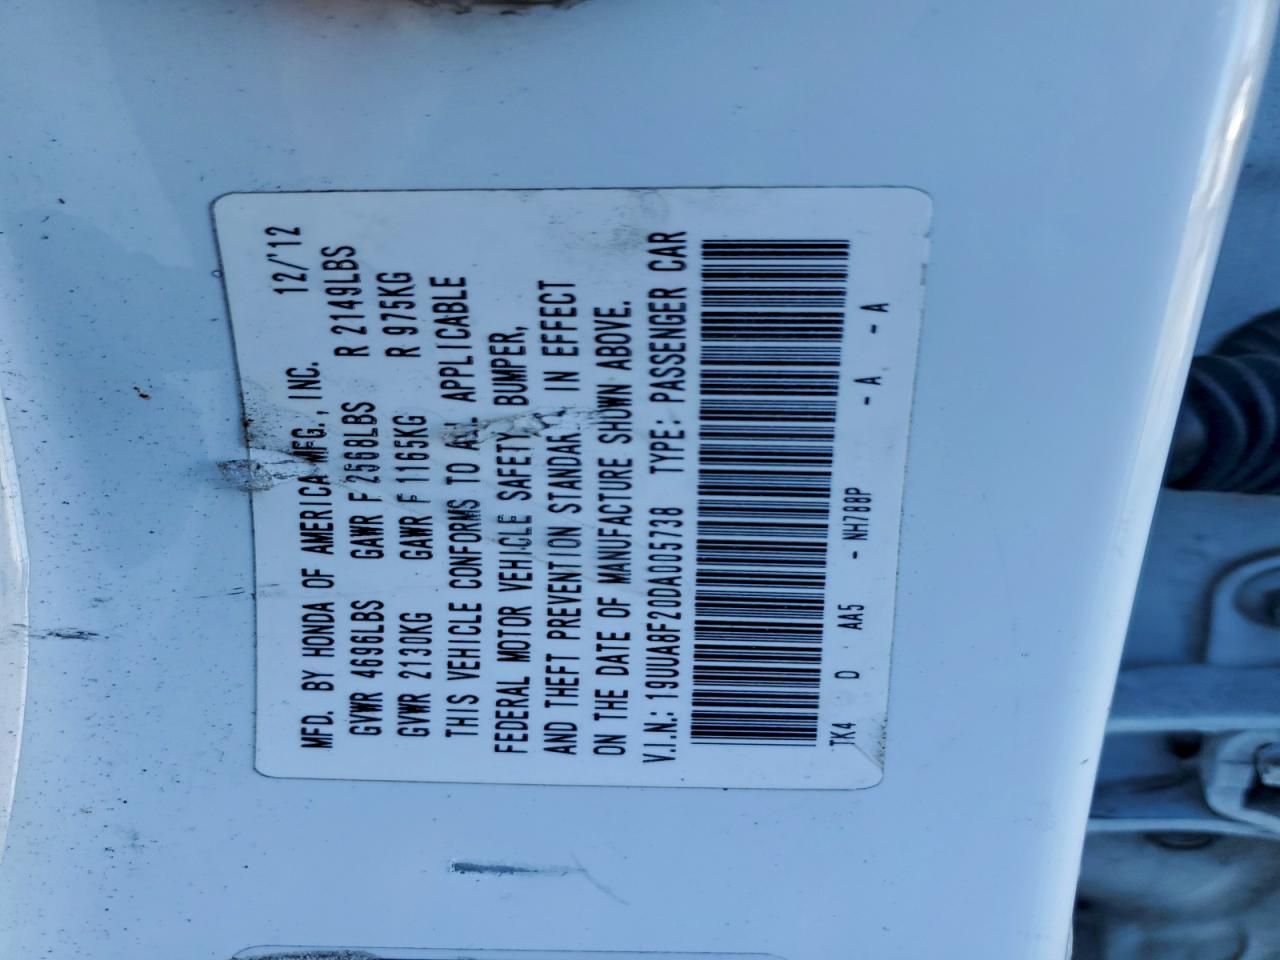 MFD. BY HONDA OF AMERICA MFG., INC. 12/'12
GVWR 4696LBS GAWR F 2568LBS R 2149LBS
GVWR 2130KG GAWR F 1165KG R 975KG
THIS VEHICLE CONFORMS TO ALL APPLICABLE
FEDERAL MOTOR VEHICLE SAFETY, BUMPER,
AND THEFT PREVENTION STANDAR IN EFFECT
ON THE DATE OF MANUFACTURE SHOWN ABOVE.
V.I.N.: 19UUA8F20DA005738 TYPE: PASSENGER CAR
TK4 D AA5 - NH788P - A - A